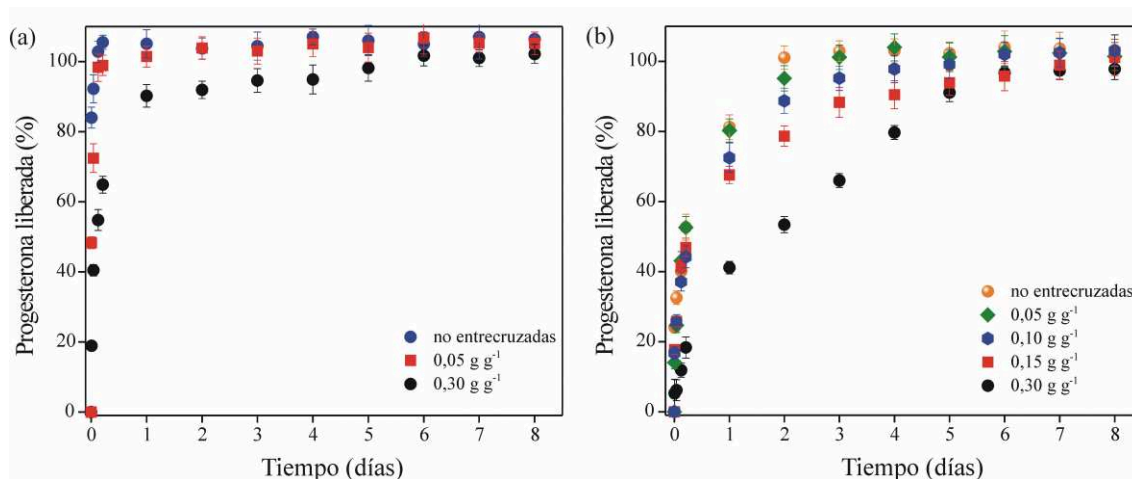 (a)
Progesterona liberada (%)
100
80
60
40
20
0
no entrecruzadas
0,05 g g⁻¹
0,30 g g⁻¹
0 1 2 3 4 5 6 7 8
Tiempo (días)
(b)
Progesterona liberada (%)
100
80
60
40
20
0
no entrecruzadas
0,05 g g⁻¹
0,10 g g⁻¹
0,15 g g⁻¹
0,30 g g⁻¹
0 1 2 3 4 5 6 7 8
Tiempo (días)